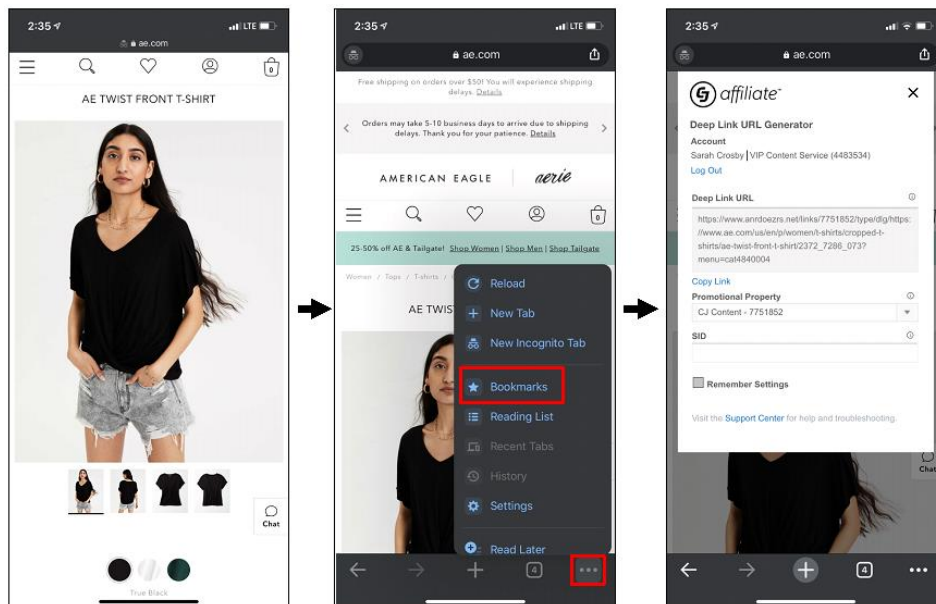 2:35
LTE
ae.com
0
AE TWIST FRONT T-SHIRT
Chat
True Black
2:35
LTE
ae.com
Free shipping on orders over $50! You will experience shipping
delays. Details
Orders may take 5-10 business days to arrive due to shipping
delays. Thank you for your patience. Details
AMERICAN EAGLE
aerie
0
25-50% off AE & Tailgate! Shop Women | Shop Men | Shop Tailgate
Women / Tops / T-shirts /
AE TWIS
Reload
New Tab
New Incognito Tab
Bookmarks
Reading List
Recent Tabs
History
Settings
Read Later
4
2:35
ae.com
CJ affiliate
Deep Link URL Generator
Account
Sarah Crosby | VIP Content Service (4483534)
Log Out
Deep Link URL
https://www.anrdoezrs.net/links/7751852/type/dlg/https:
//www.ae.com/us/en/p/women/t-shirts/cropped-t-
shirts/ae-twist-front-t-shirt/2372_7286_073?
menu=cat4840004
Copy Link
Promotional Property
CJ Content - 7751852
SID
Remember Settings
Visit the Support Center for help and troubleshooting.
Chat
4